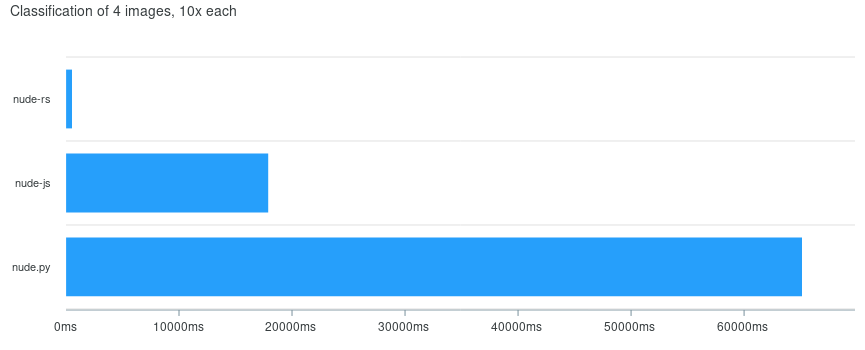 Classification of 4 images, 10x each
nude-rs
nude-js
nude.py
0ms 10000ms 20000ms 30000ms 40000ms 50000ms 60000ms